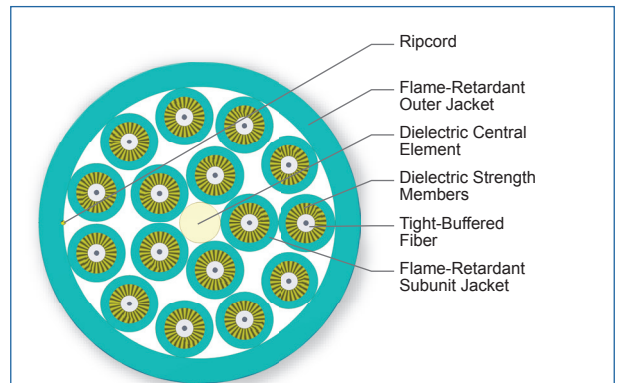 Ripcord
Flame-Retardant
Outer Jacket
Dielectric Central
Element
Dielectric Strength
Members
Tight-Buffered
Fiber
Flame-Retardant
Subunit Jacket